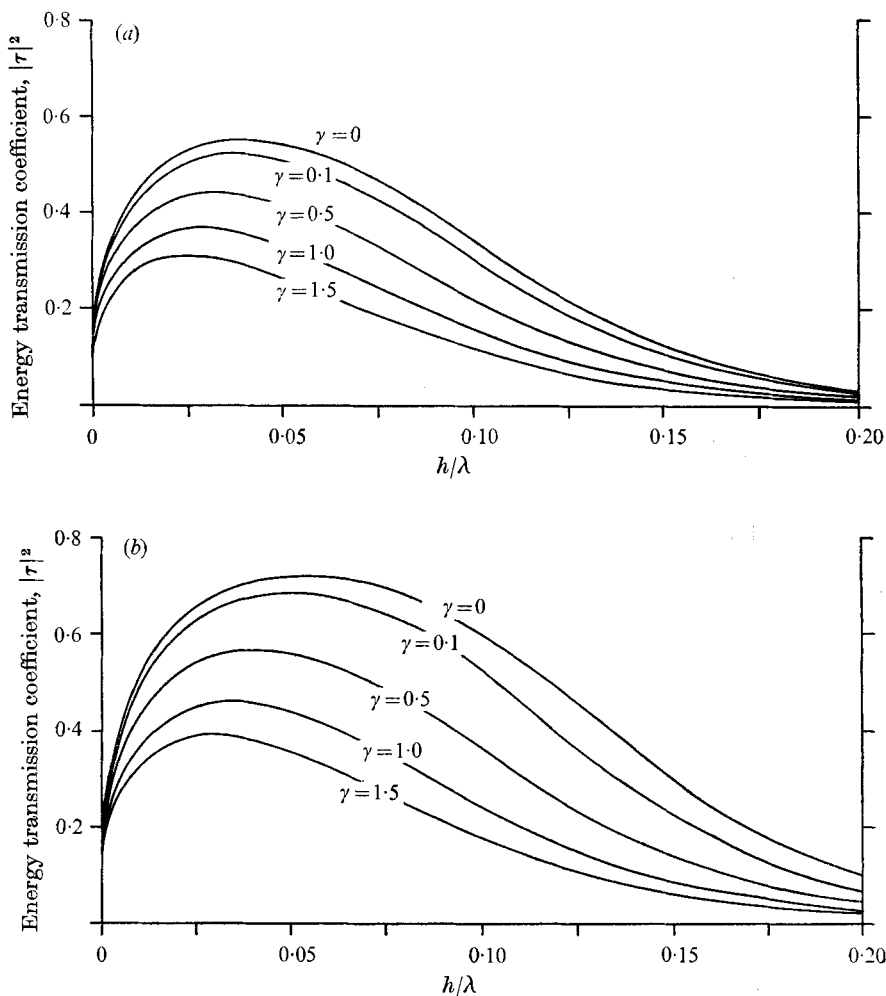 (a)
Energy transmission coefficient, |τ|²
0·8
0·6
0·4
0·2
γ=0
γ=0·1
γ=0·5
γ=1·0
γ=1·5
0
0·05
0·10
0·15
0·20
h/λ
(b)
Energy transmission coefficient, |τ|²
0·8
0·6
0·4
0·2
γ=0
γ=0·1
γ=0·5
γ=1·0
γ=1·5
0
0·05
0·10
0·15
0·20
h/λ